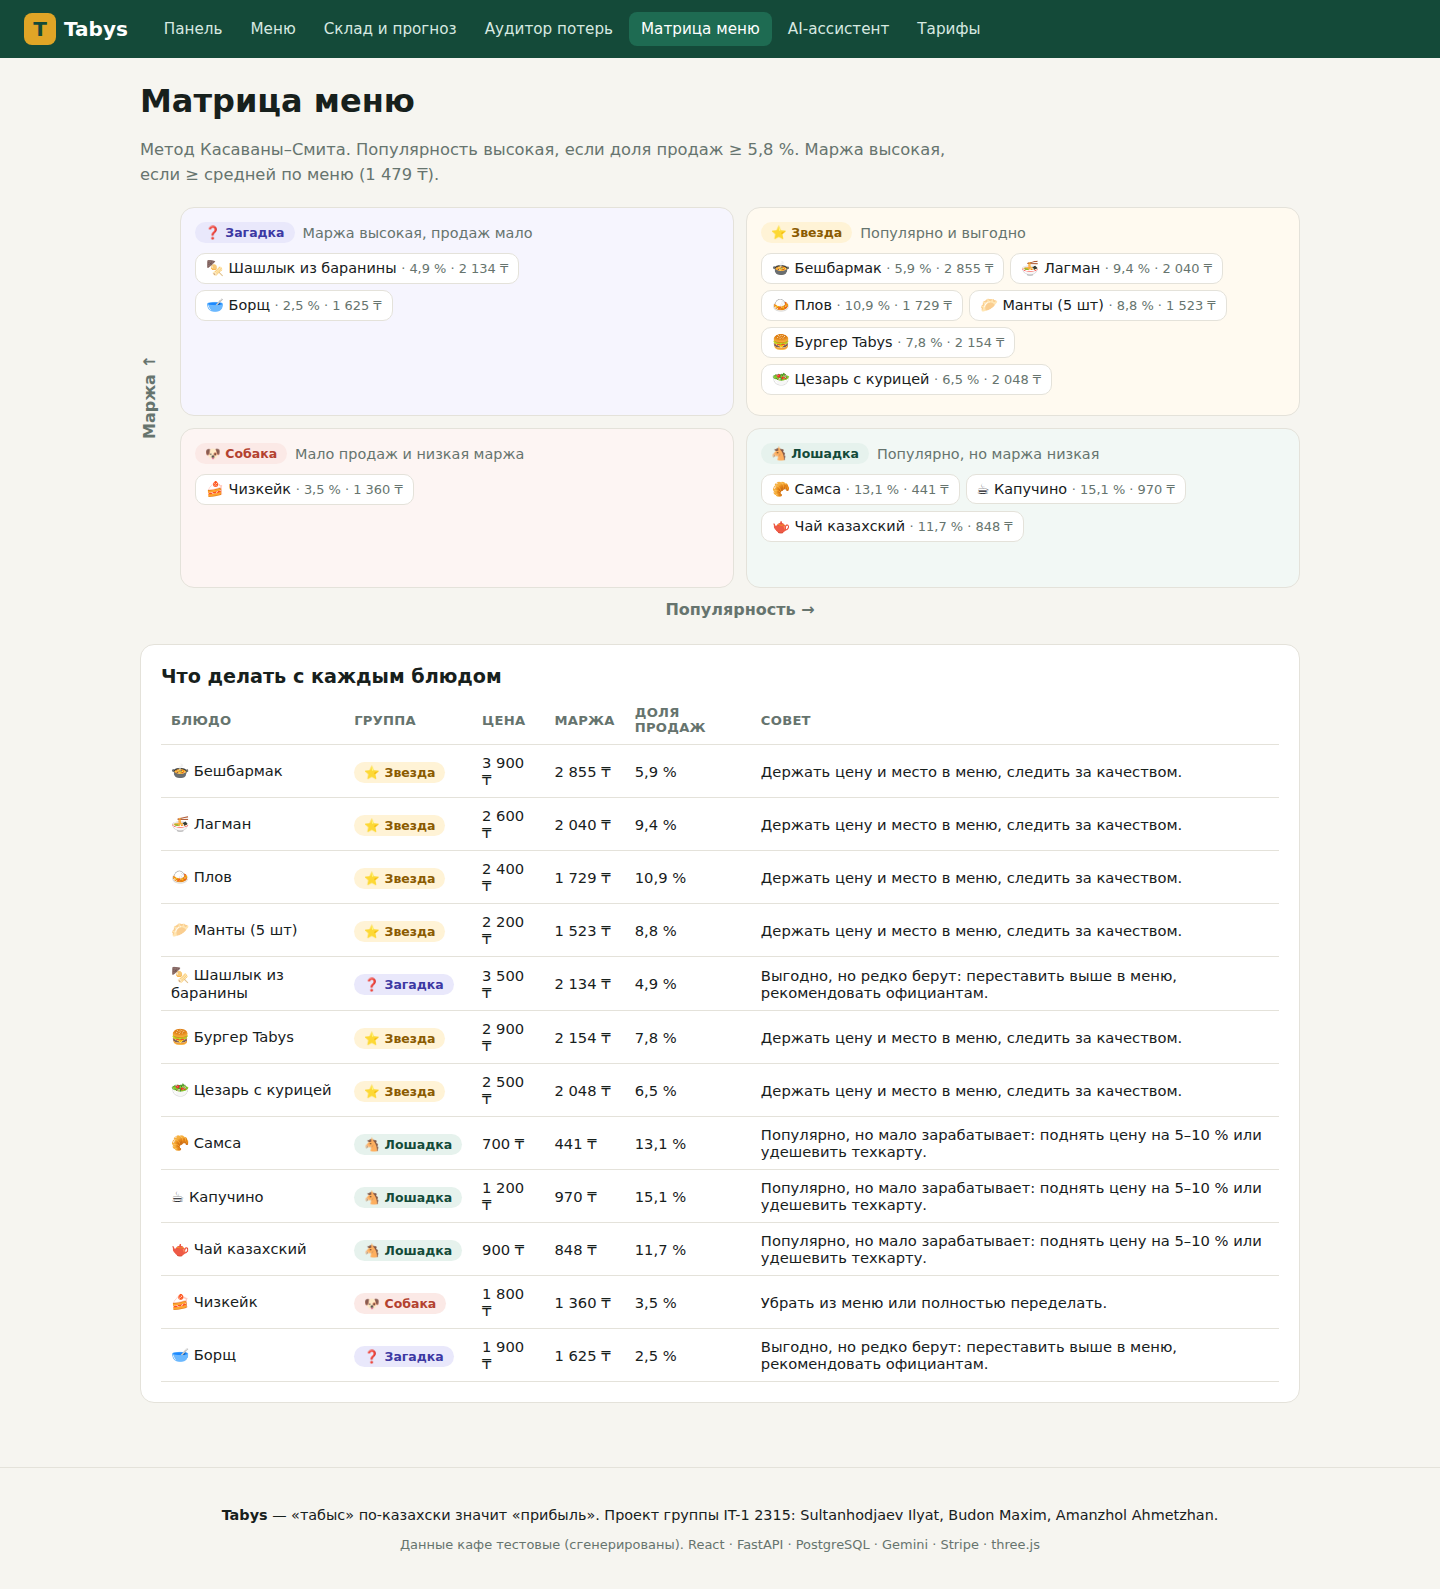 T Tabys Панель Меню Склад и прогноз Аудитор потерь Матрица меню AI-ассистент Тарифы
Матрица меню
Метод Касаваны–Смита. Популярность высокая, если доля продаж ≥ 5,8 %. Маржа высокая,
если ≥ средней по меню (1 479 ₸).
Маржа ↑
❓ Загадка Маржа высокая, продаж мало
🍢 Шашлык из баранины · 4,9 % · 2 134 ₸
🥣 Борщ · 2,5 % · 1 625 ₸
⭐ Звезда Популярно и выгодно
🍲 Бешбармак · 5,9 % · 2 855 ₸ 🍜 Лагман · 9,4 % · 2 040 ₸
🍛 Плов · 10,9 % · 1 729 ₸ 🥟 Манты (5 шт) · 8,8 % · 1 523 ₸
🍔 Бургер Tabys · 7,8 % · 2 154 ₸
🥗 Цезарь с курицей · 6,5 % · 2 048 ₸
🐶 Собака Мало продаж и низкая маржа
🍰 Чизкейк · 3,5 % · 1 360 ₸
🐴 Лошадка Популярно, но маржа низкая
🥐 Самса · 13,1 % · 441 ₸ ☕ Капучино · 15,1 % · 970 ₸
🫖 Чай казахский · 11,7 % · 848 ₸
Популярность →
Что делать с каждым блюдом
БЛЮДО ГРУППА ЦЕНА МАРЖА ДОЛЯ ПРОДАЖ СОВЕТ
🍲 Бешбармак ⭐ Звезда 3 900 ₸ 2 855 ₸ 5,9 % Держать цену и место в меню, следить за качеством.
🍜 Лагман ⭐ Звезда 2 600 ₸ 2 040 ₸ 9,4 % Держать цену и место в меню, следить за качеством.
🍛 Плов ⭐ Звезда 2 400 ₸ 1 729 ₸ 10,9 % Держать цену и место в меню, следить за качеством.
🥟 Манты (5 шт) ⭐ Звезда 2 200 ₸ 1 523 ₸ 8,8 % Держать цену и место в меню, следить за качеством.
🍢 Шашлык из баранины ❓ Загадка 3 500 ₸ 2 134 ₸ 4,9 % Выгодно, но редко берут: переставить выше в меню, рекомендовать официантам.
🍔 Бургер Tabys ⭐ Звезда 2 900 ₸ 2 154 ₸ 7,8 % Держать цену и место в меню, следить за качеством.
🥗 Цезарь с курицей ⭐ Звезда 2 500 ₸ 2 048 ₸ 6,5 % Держать цену и место в меню, следить за качеством.
🥐 Самса 🐴 Лошадка 700 ₸ 441 ₸ 13,1 % Популярно, но мало зарабатывает: поднять цену на 5–10 % или удешевить техкарту.
☕ Капучино 🐴 Лошадка 1 200 ₸ 970 ₸ 15,1 % Популярно, но мало зарабатывает: поднять цену на 5–10 % или удешевить техкарту.
🫖 Чай казахский 🐴 Лошадка 900 ₸ 848 ₸ 11,7 % Популярно, но мало зарабатывает: поднять цену на 5–10 % или удешевить техкарту.
🍰 Чизкейк 🐶 Собака 1 800 ₸ 1 360 ₸ 3,5 % Убрать из меню или полностью переделать.
🥣 Борщ ❓ Загадка 1 900 ₸ 1 625 ₸ 2,5 % Выгодно, но редко берут: переставить выше в меню, рекомендовать официантам.
Tabys — «табыс» по-казахски значит «прибыль». Проект группы IT-1 2315: Sultanhodjaev Ilyat, Budon Maxim, Amanzhol Ahmetzhan.
Данные кафе тестовые (сгенерированы). React · FastAPI · PostgreSQL · Gemini · Stripe · three.js